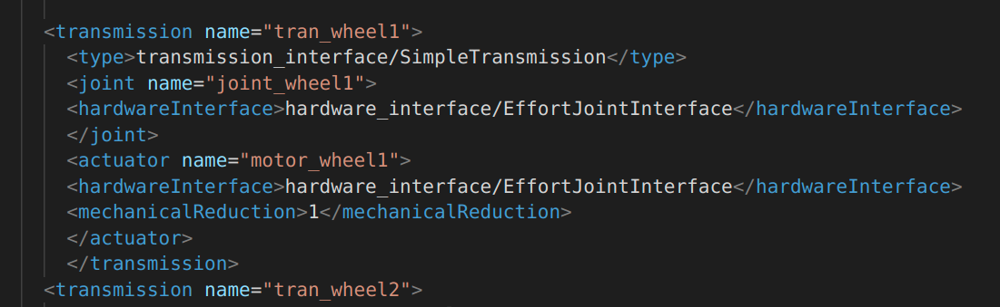 <transmission name="tran_wheel1">
<type>transmission_interface/SimpleTransmission</type>
<joint name="joint_wheel1">
<hardwareInterface>hardware_interface/EffortJointInterface</hardwareInterface>
</joint>
<actuator name="motor_wheel1">
<hardwareInterface>hardware_interface/EffortJointInterface</hardwareInterface>
<mechanicalReduction>1</mechanicalReduction>
</actuator>
</transmission>
<transmission name="tran_wheel2">